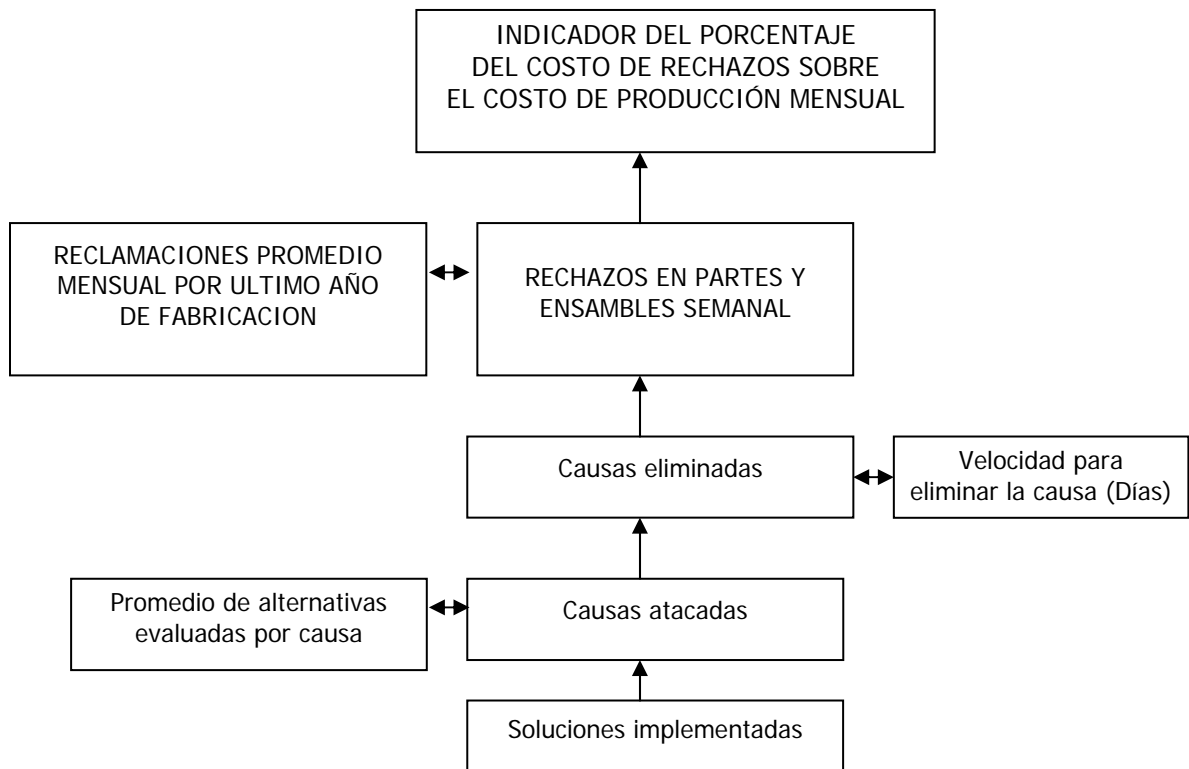 INDICADOR DEL PORCENTAJE
DEL COSTO DE RECHAZOS SOBRE
EL COSTO DE PRODUCCIÓN MENSUAL
RECLAMACIONES PROMEDIO
MENSUAL POR ULTIMO AÑO
DE FABRICACION
RECHAZOS EN PARTES Y
ENSAMBLES SEMANAL
Causas eliminadas
Velocidad para
eliminar la causa (Días)
Promedio de alternativas
evaluadas por causa
Causas atacadas
Soluciones implementadas